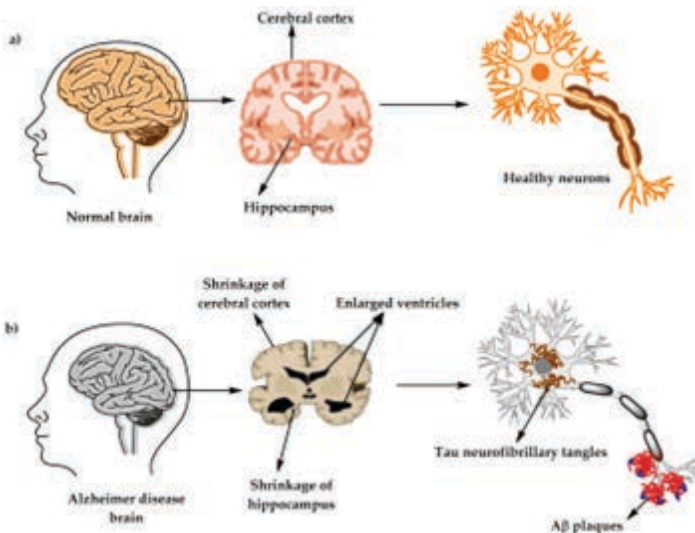 a)
Cerebral cortex
Normal brain
Hippocampus
Healthy neurons
b)
Shrinkage of
cerebral cortex
Enlarged ventricles
Alzheimer disease
brain
Shrinkage of
hippocampus
Tau neurofibrillary tangles
Aβ plaques